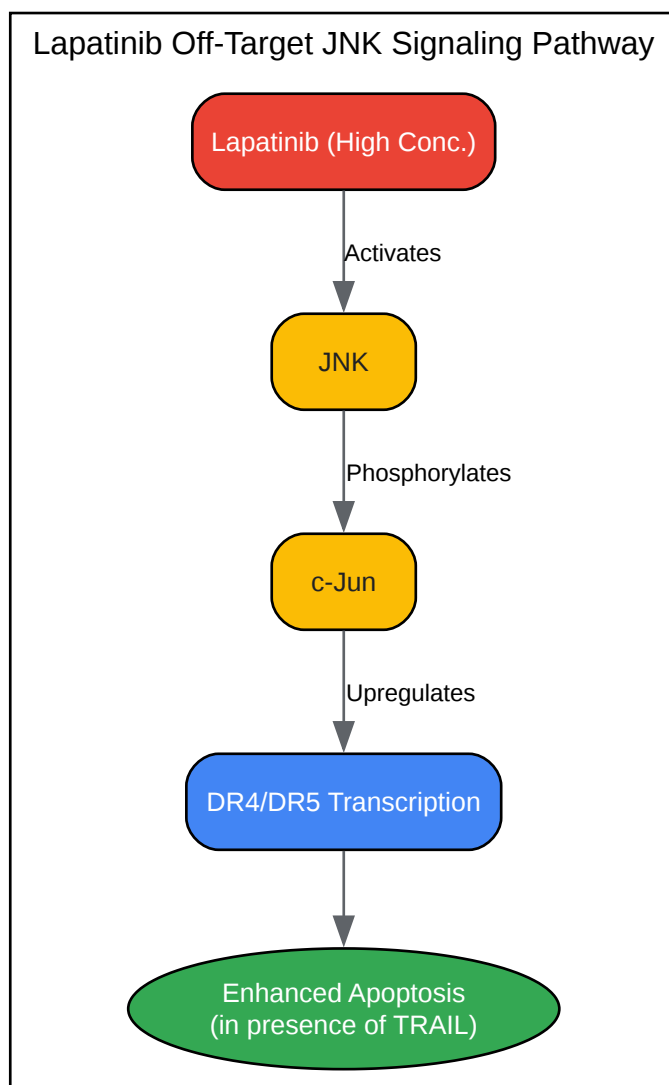 Lapatinib Off-Target JNK Signaling Pathway
Lapatinib (High Conc.)
Activates
JNK
Phosphorylates
c-Jun
Upregulates
DR4/DR5 Transcription
Enhanced Apoptosis
(in presence of TRAIL)